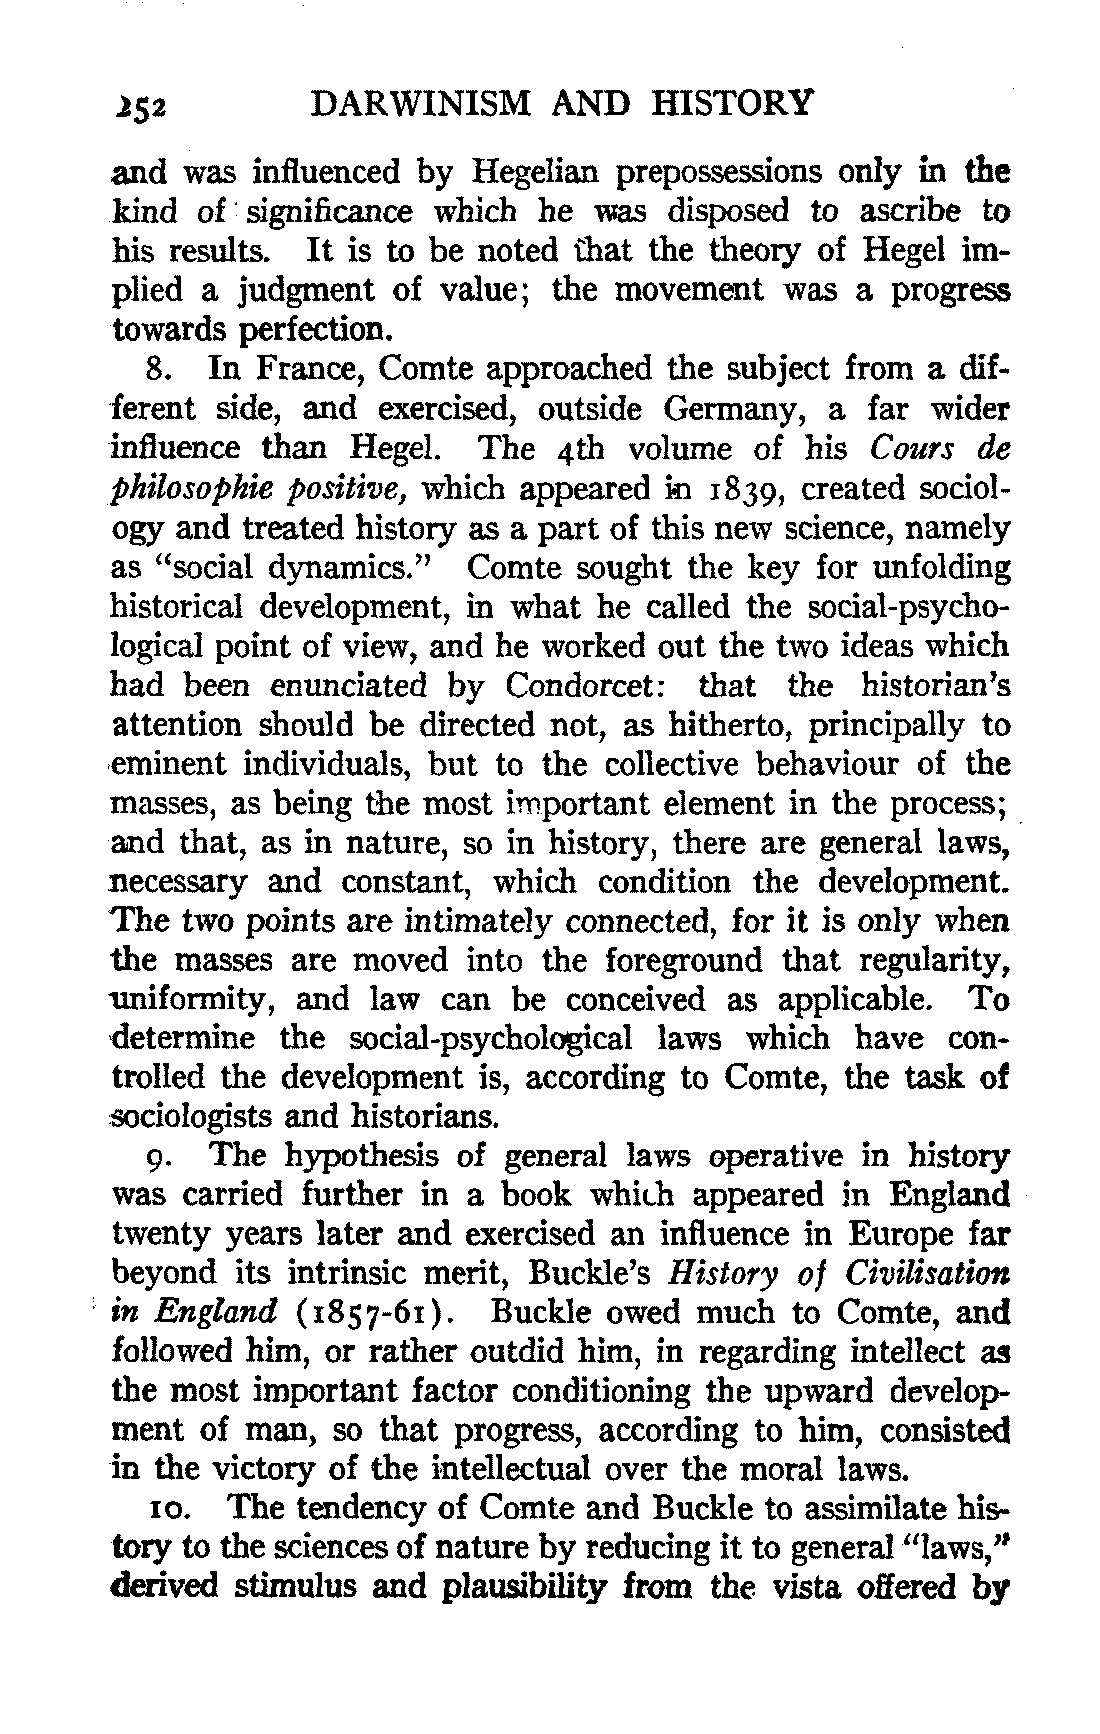 252 DARWINISM AND HISTORY
and was influenced by Hegelian prepossessions only in the
kind of significance which he was disposed to ascribe to
his results. It is to be noted that the theory of Hegel im-
plied a judgment of value; the movement was a progress
towards perfection.
8. In France, Comte approached the subject from a dif-
ferent side, and exercised, outside Germany, a far wider
influence than Hegel. The 4th volume of his Cours de
philosophie positive, which appeared in 1839, created sociol-
ogy and treated history as a part of this new science, namely
as "social dynamics." Comte sought the key for unfolding
historical development, in what he called the social-psycho-
logical point of view, and he worked out the two ideas which
had been enunciated by Condorcet: that the historian's
attention should be directed not, as hitherto, principally to
eminent individuals, but to the collective behaviour of the
masses, as being the most important element in the process;
and that, as in nature, so in history, there are general laws,
necessary and constant, which condition the development.
The two points are intimately connected, for it is only when
the masses are moved into the foreground that regularity,
uniformity, and law can be conceived as applicable. To
determine the social-psychological laws which have con-
trolled the development is, according to Comte, the task of
sociologists and historians.
9. The hypothesis of general laws operative in history
was carried further in a book which appeared in England
twenty years later and exercised an influence in Europe far
beyond its intrinsic merit, Buckle's History of Civilisation
in England (1857-61). Buckle owed much to Comte, and
followed him, or rather outdid him, in regarding intellect as
the most important factor conditioning the upward develop-
ment of man, so that progress, according to him, consisted
in the victory of the intellectual over the moral laws.
10. The tendency of Comte and Buckle to assimilate his-
tory to the sciences of nature by reducing it to general "laws,"
derived stimulus and plausibility from the vista offered by